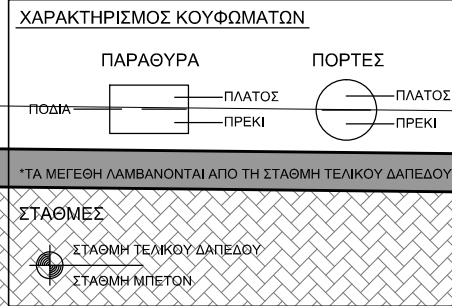 ΧΑΡΑΚΤΗΡΙΣΜΟΣ ΚΟΥΦΩΜΑΤΩΝ
ΠΑΡΑΘΥΡΑ ΠΟΡΤΕΣ
ΠΟΔΙΑ ΠΛΑΤΟΣ ΠΛΑΤΟΣ
ΠΡΕΚΙ ΠΡΕΚΙ
*ΤΑ ΜΕΓΕΘΗ ΛΑΜΒΑΝΟΝΤΑΙ ΑΠΟ ΤΗ ΣΤΑΘΜΗ ΤΕΛΙΚΟΥ ΔΑΠΕΔΟΥ
ΣΤΑΘΜΕΣ
ΣΤΑΘΜΗ ΤΕΛΙΚΟΥ ΔΑΠΕΔΟΥ
ΣΤΑΘΜΗ ΜΠΕΤΟΝ